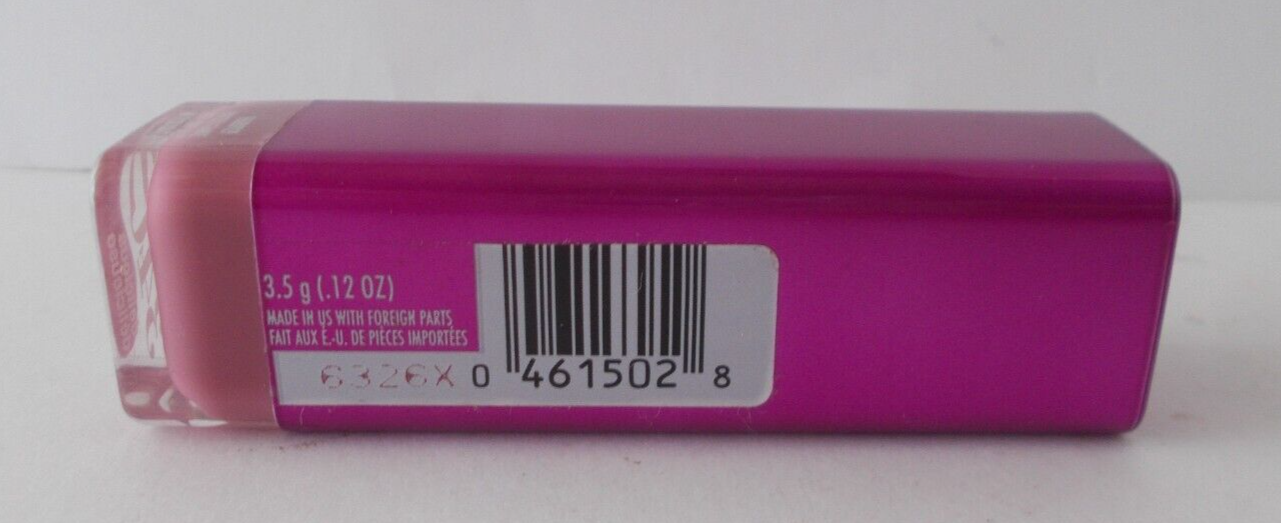 3.5 g (.12 OZ)
MADE IN US WITH FOREIGN PARTS
FAIT AUX É.-U. DE PIÈCES IMPORTÉES
6326X
0 461502 8